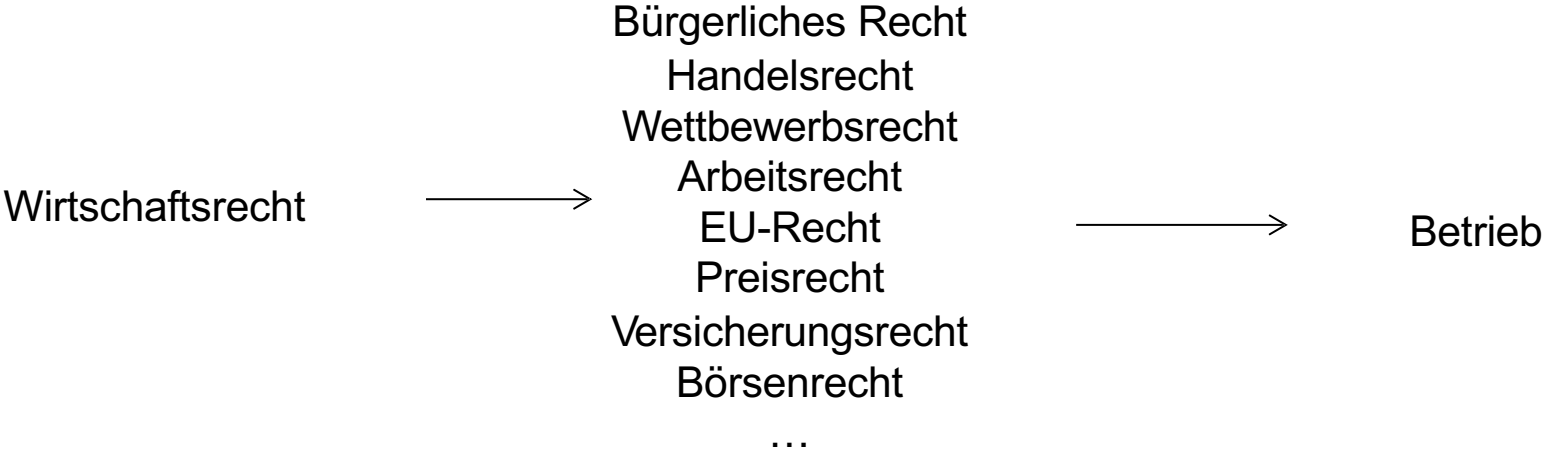 Bürgerliches Recht
Handelsrecht
Wettbewerbsrecht
Arbeitsrecht
Wirtschaftsrecht
EU-Recht
Betrieb
Preisrecht
Versicherungsrecht
Börsenrecht
…